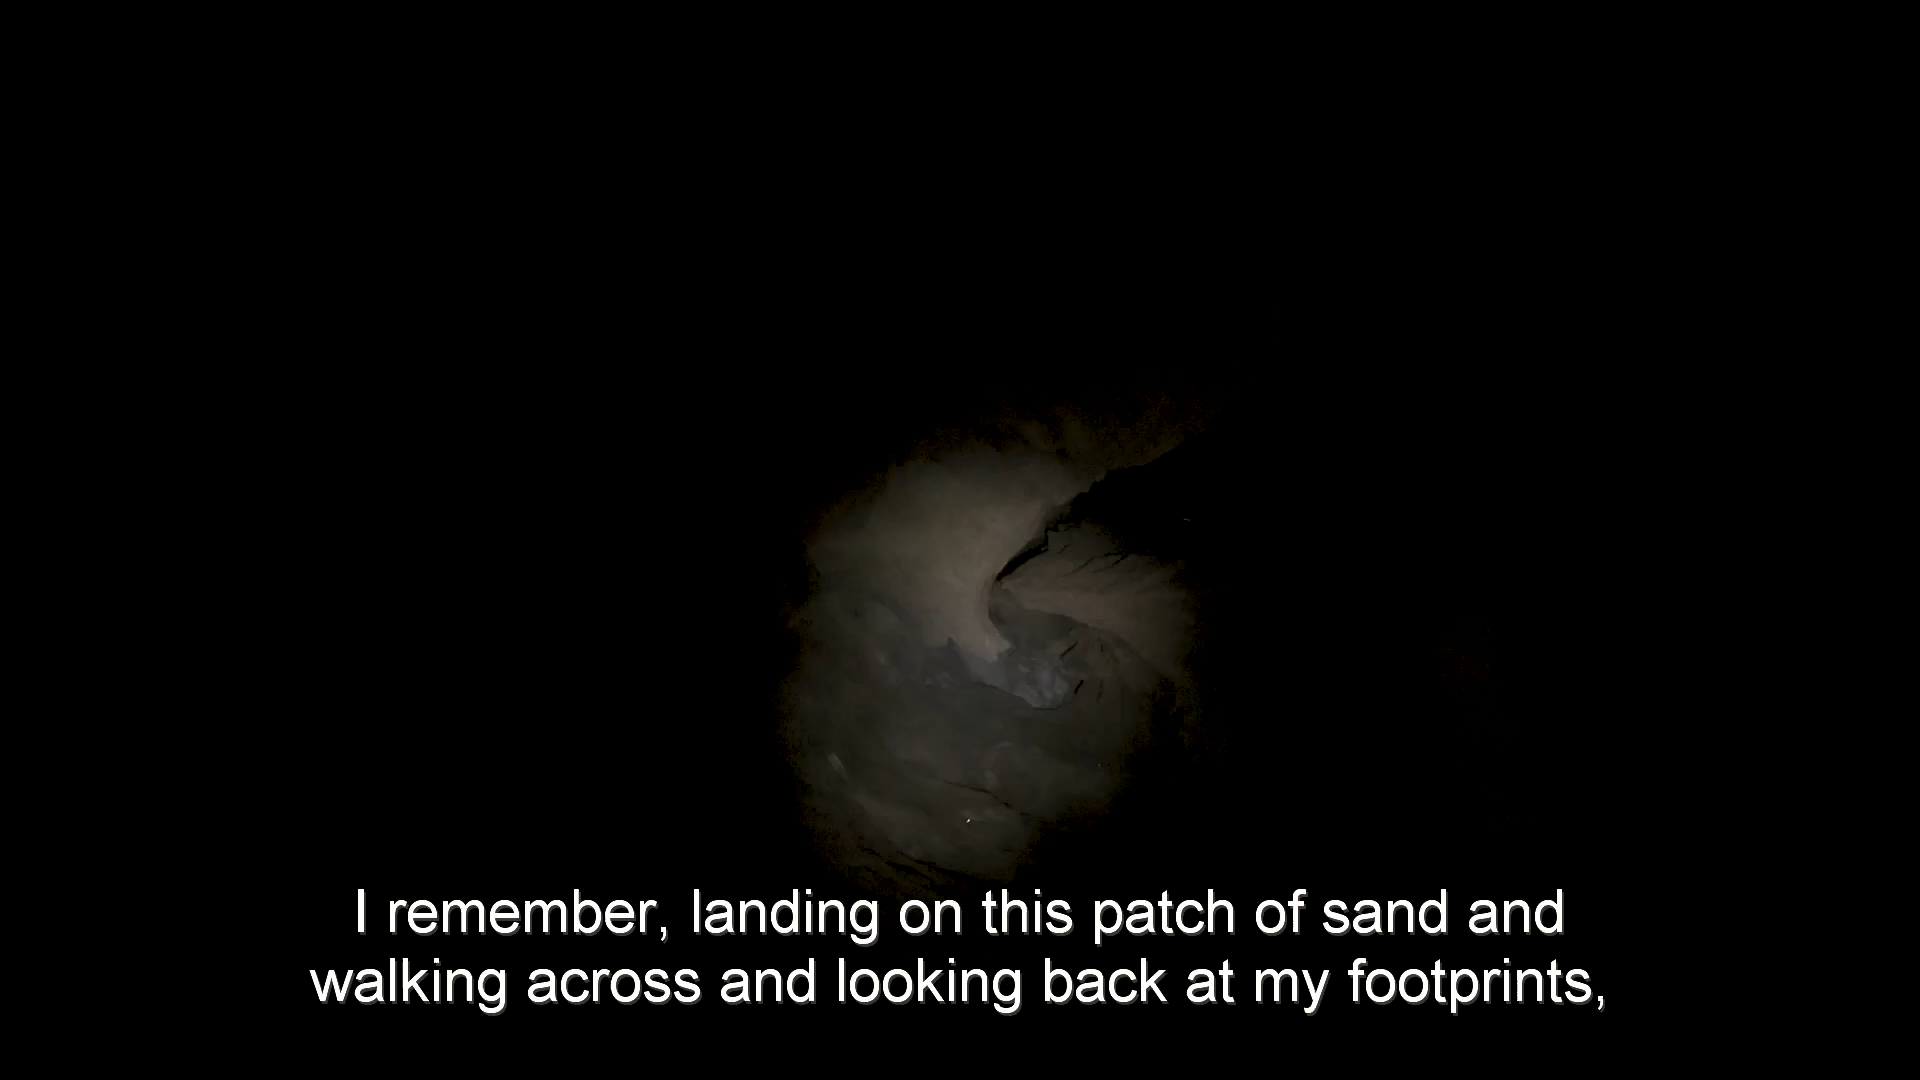 I remember, landing on this patch of sand and
walking across and looking back at my footprints,